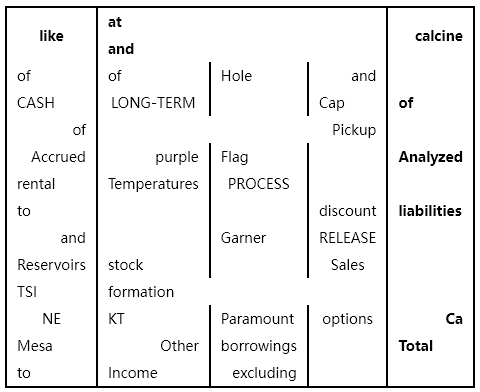 like at calcine
and
of of Hole and
CASH LONG-TERM Cap of
of Pickup
Accrued purple Flag Analyzed
rental Temperatures PROCESS
to discount liabilities
and Garner RELEASE
Reservoirs stock Sales
TSI formation
NE KT Paramount options Ca
Mesa Other borrowings Total
to Income excluding